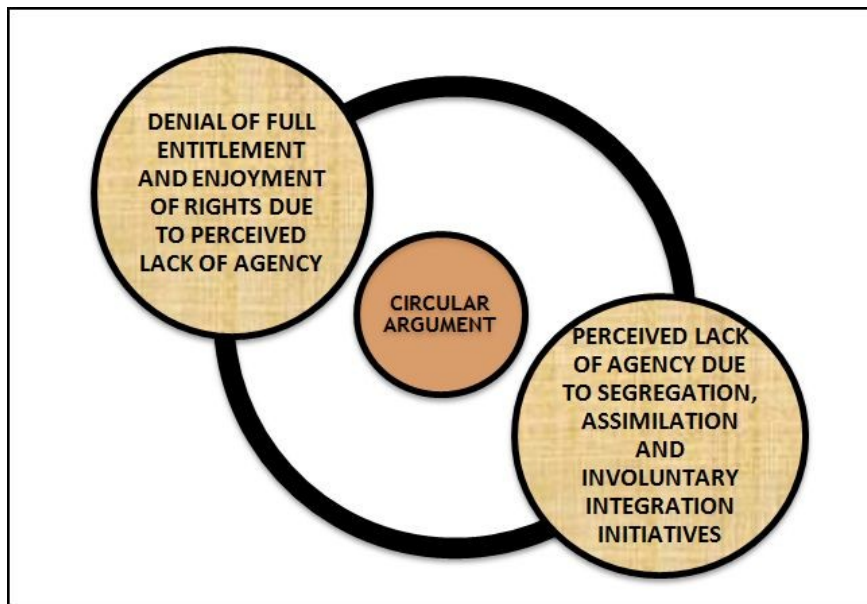 DENIAL OF FULL
ENTITLEMENT
AND ENJOYMENT
OF RIGHTS DUE
TO PERCEIVED
LACK OF AGENCY
CIRCULAR
ARGUMENT
PERCEIVED LACK
OF AGENCY DUE
TO SEGREGATION,
ASSIMILATION
AND
INVOLUNTARY
INTEGRATION
INITIATIVES